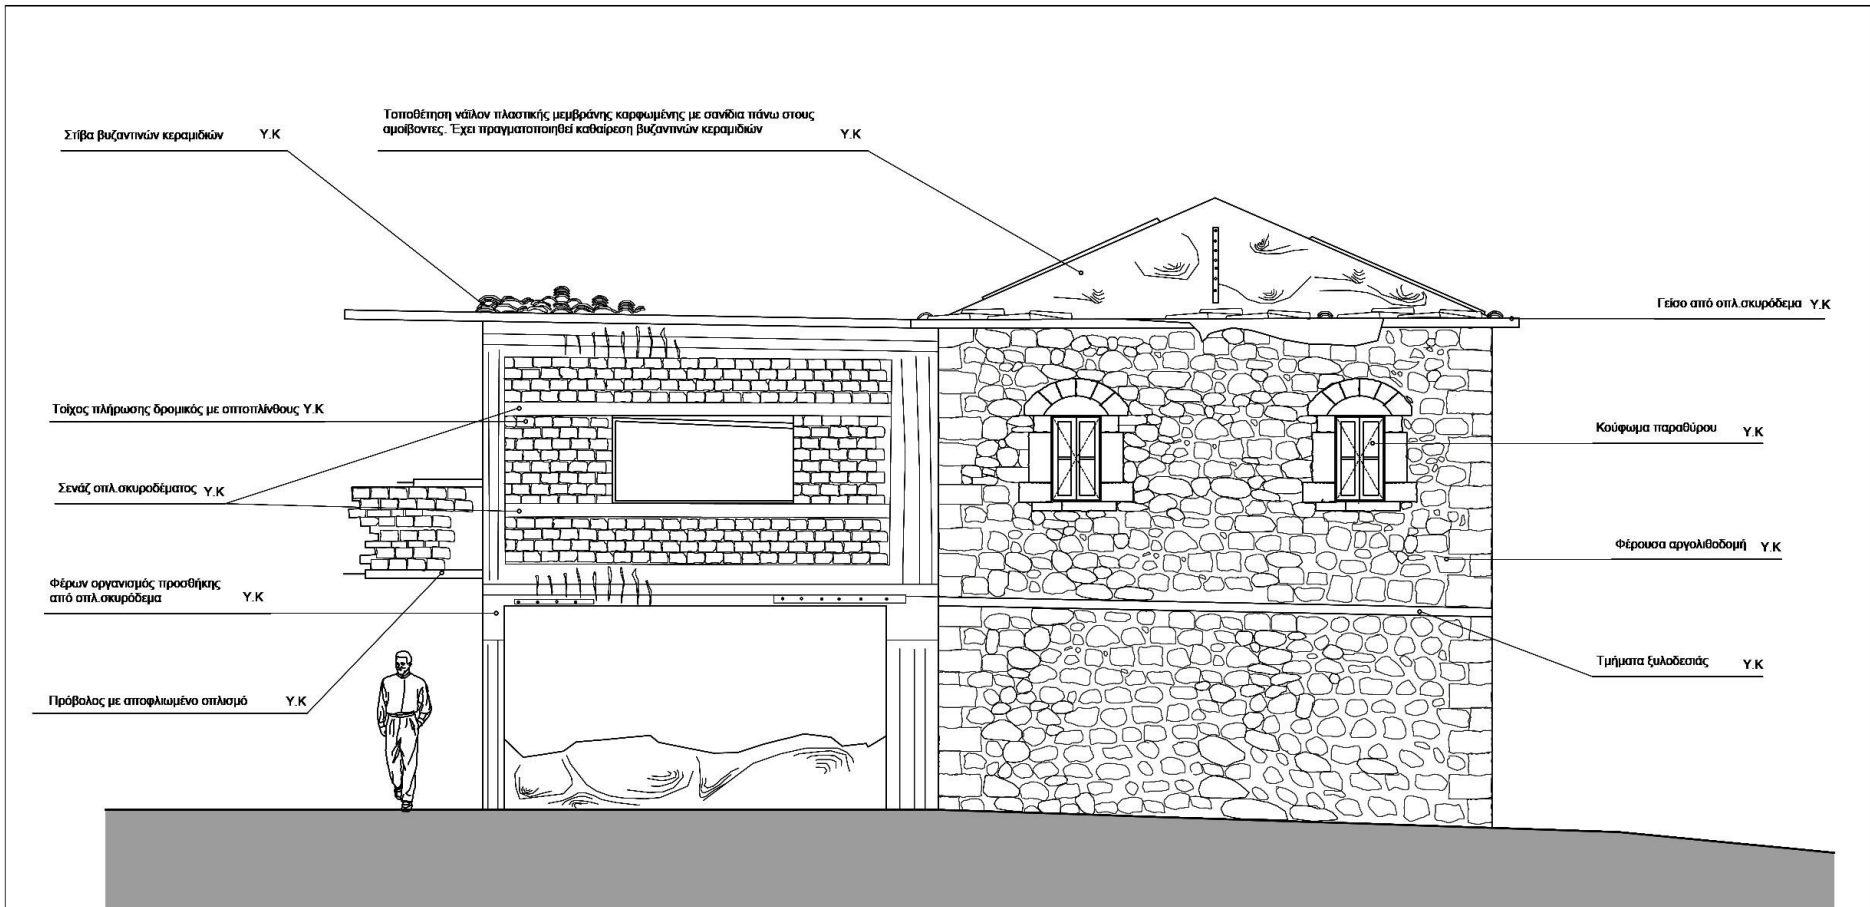 Τοποθέτηση νάϊλον πλαστικής μεμβράνης καρφωμένης με σανίδια πάνω στους
αμοίβοντες. Έχει πραγματοποιηθεί καθαίρεση βυζαντινών κεραμιδιών Υ.Κ
Στίβα βυζαντινών κεραμιδιών Υ.Κ
Γείσο από οπλ.σκυρόδεμα Υ.Κ
Τοίχος πλήρωσης δρομικός με οπτοπλίνθους Υ.Κ
Κούφωμα παραθύρου Υ.Κ
Σενάζ οπλ.σκυροδέματος Υ.Κ
Φέρουσα αργολιθοδομή Υ.Κ
Φέρων οργανισμός προσθήκης
από οπλ.σκυρόδεμα Υ.Κ
Τμήματα ξυλοδεσιάς Υ.Κ
Πρόβολος με αποφλιωμένο οπλισμό Υ.Κ